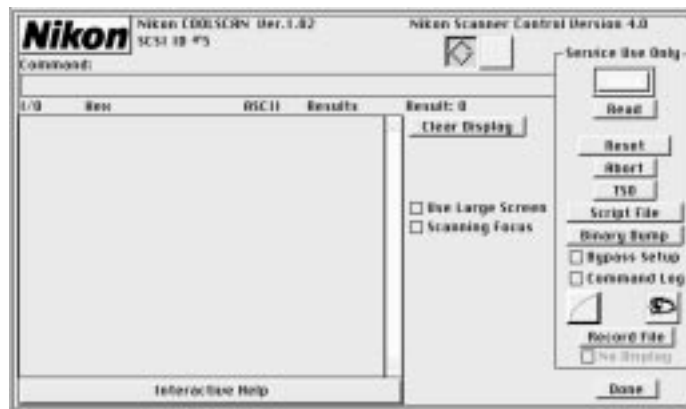 Nikon
Nikon COOLSCAN Ver.1.02
SCSI ID #5
Nikon Scanner Control Version 4.0
Command:
Service Use Only
I/O Hex ASCII Results
Result: 0
Clear Display
Read
Reset
Abort
TSO
Use Large Screen
Scanning Focus
Script File
Binary Dump
Bypass Setup
Command Log
Record File
No Display
Interactive Help
Done